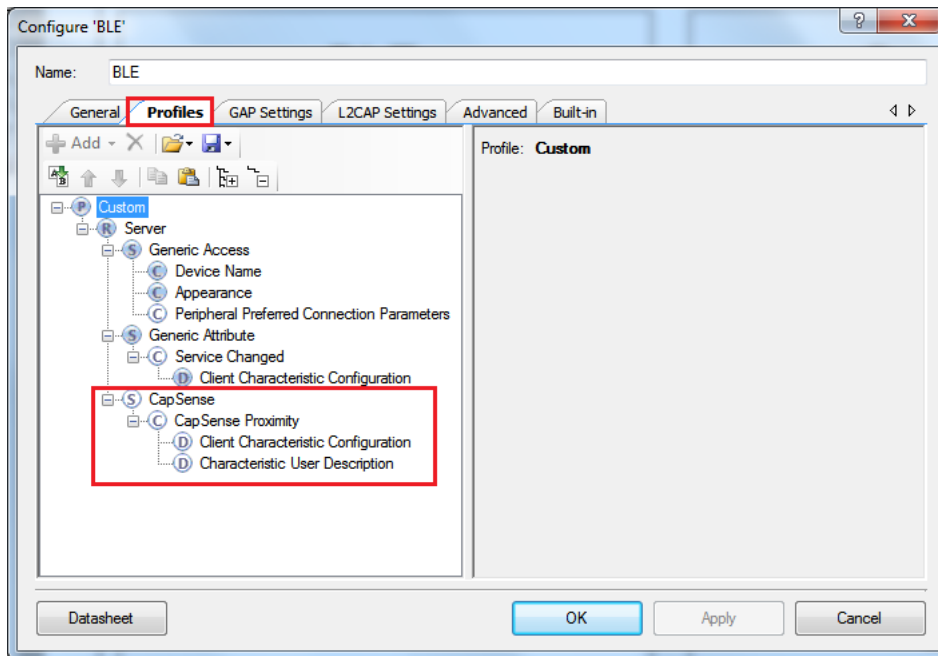 Configure 'BLE'
Name: BLE
General Profiles GAP Settings L2CAP Settings Advanced Built-in
Add
Profile: Custom
P Custom
R Server
S Generic Access
C Device Name
C Appearance
C Peripheral Preferred Connection Parameters
S Generic Attribute
C Service Changed
D Client Characteristic Configuration
S CapSense
C CapSense Proximity
D Client Characteristic Configuration
D Characteristic User Description
Datasheet OK Apply Cancel